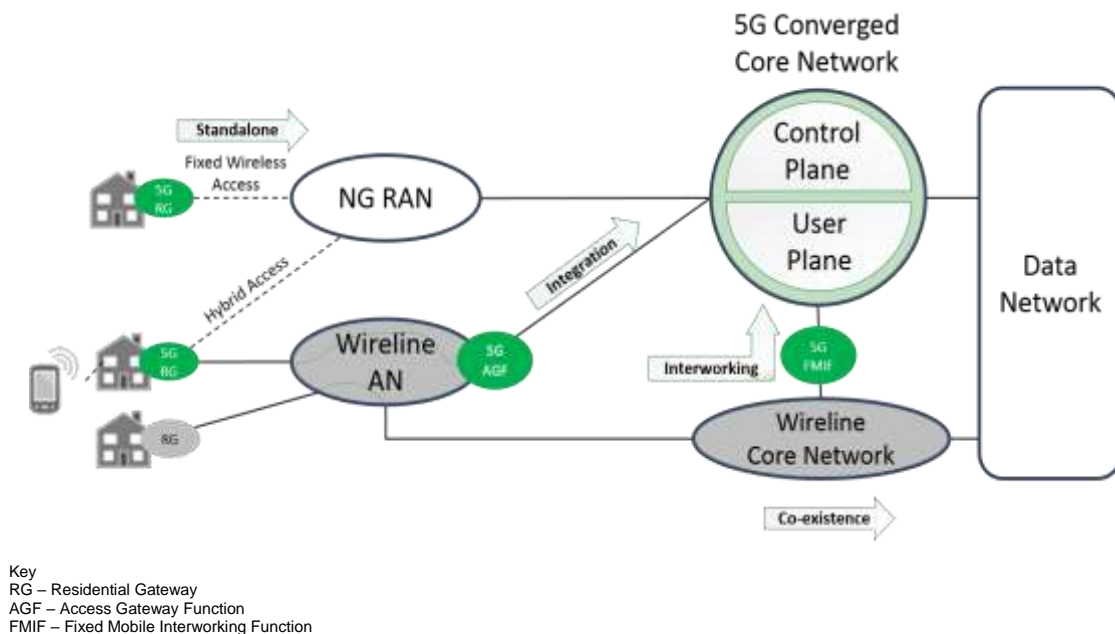 5G Converged
Core Network
Standalone
Fixed Wireless
Access
5G
RG
NG RAN
Control
Plane
User
Plane
Data
Network
Hybrid Access
Integration
5G
RG
Wireline
AN
5G
AGF
Interworking
5G
FMIF
RG
Wireline
Core Network
Co-existence
Key
RG – Residential Gateway
AGF – Access Gateway Function
FMIF – Fixed Mobile Interworking Function